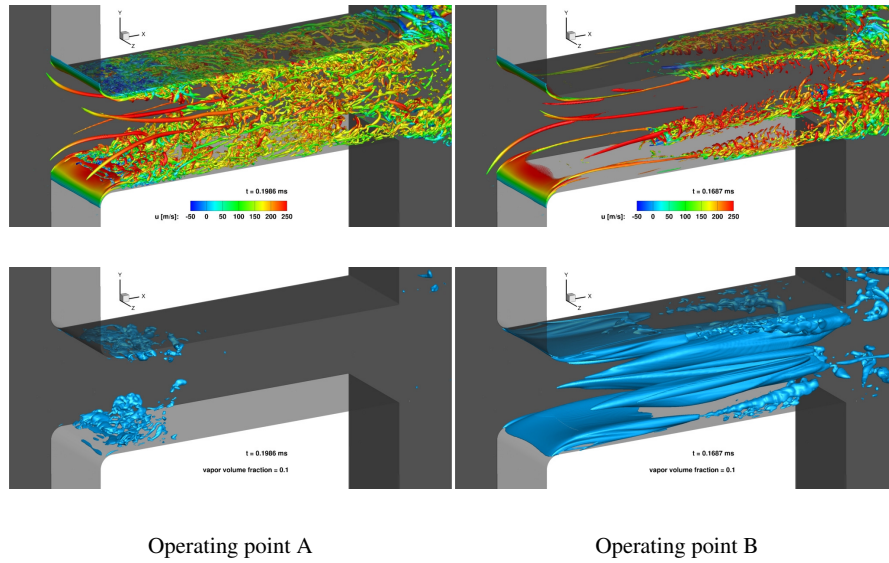 Y
X
Z
t = 0.1986 ms
u [m/s]: -50 0 50 100 150 200 250
Y
X
Z
t = 0.1687 ms
u [m/s]: -50 0 50 100 150 200 250
Y
X
Z
t = 0.1986 ms
vapor volume fraction = 0.1
Y
X
Z
t = 0.1687 ms
vapor volume fraction = 0.1
Operating point A
Operating point B